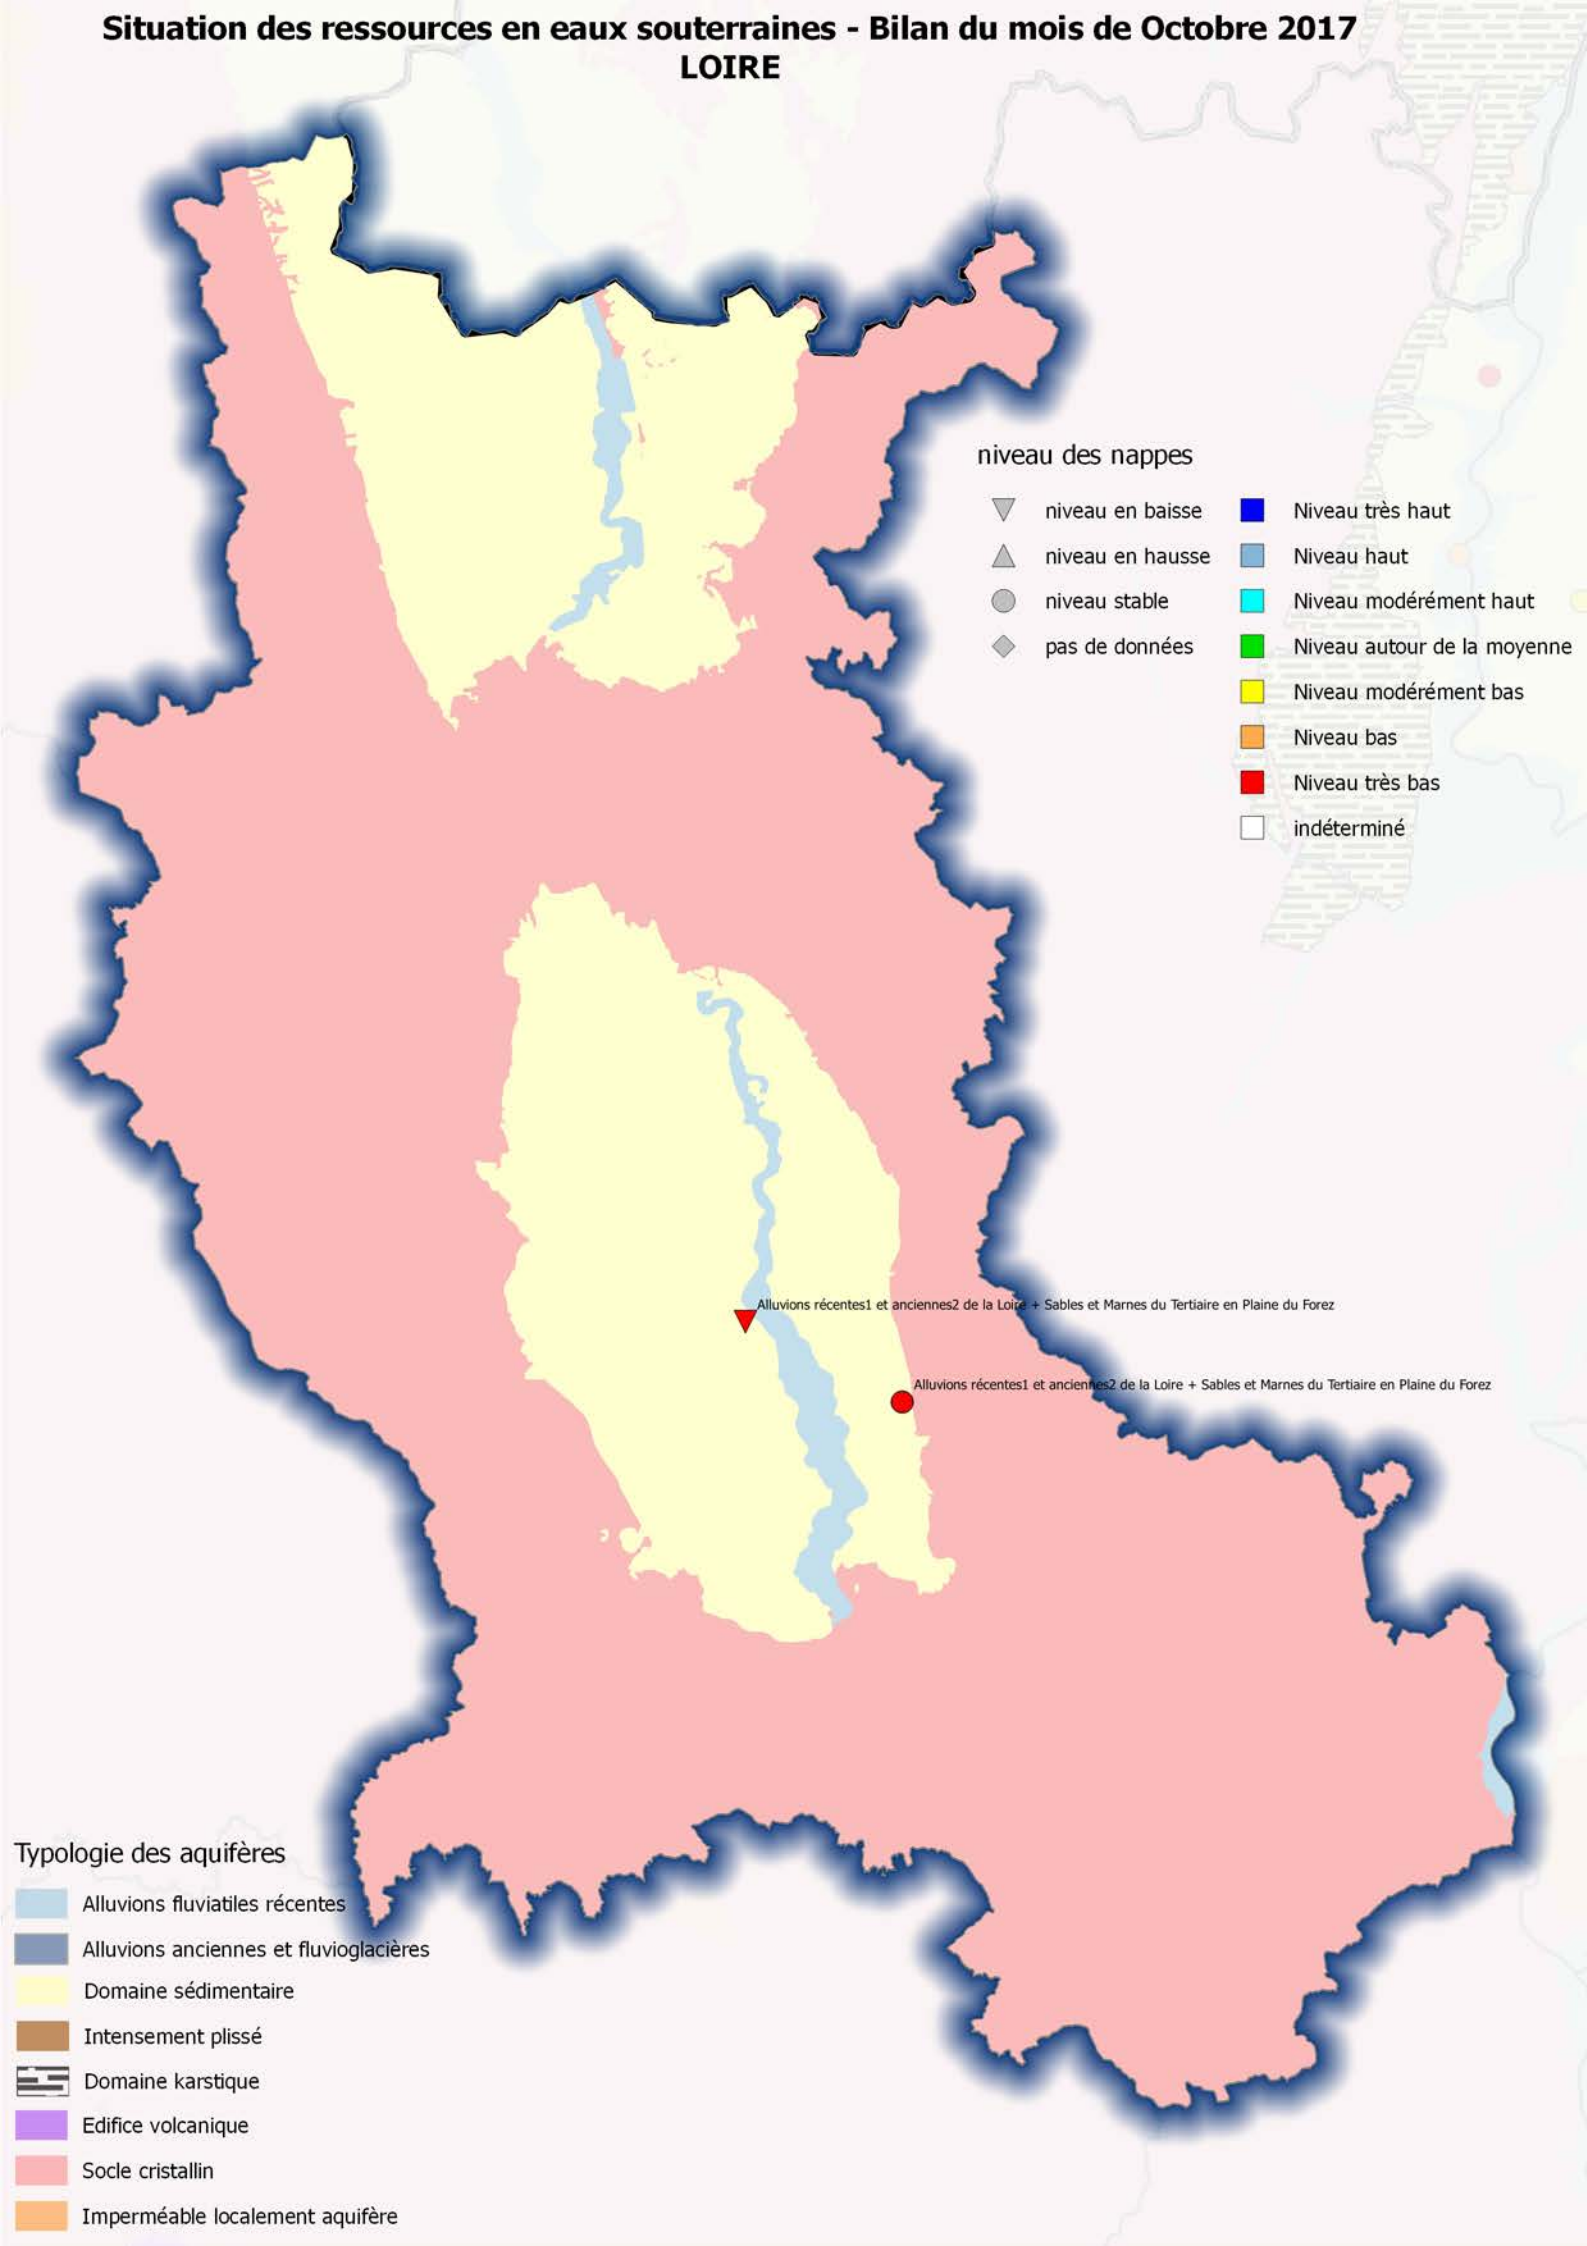 Situation des ressources en eaux souterraines - Bilan du mois de Octobre 2017
LOIRE
niveau des nappes
niveau en baisse
niveau en hausse
niveau stable
pas de données
Niveau très haut
Niveau haut
Niveau modérément haut
Niveau autour de la moyenne
Niveau modérément bas
Niveau bas
Niveau très bas
indéterminé
Alluvions récentes1 et anciennes2 de la Loire + Sables et Marnes du Tertiaire en Plaine du Forez
Alluvions récentes1 et anciennes2 de la Loire + Sables et Marnes du Tertiaire en Plaine du Forez
Typologie des aquifères
Alluvions fluviatiles récentes
Alluvions anciennes et fluvioglacières
Domaine sédimentaire
Intensement plissé
Domaine karstique
Edifice volcanique
Socle cristallin
Imperméable localement aquifère